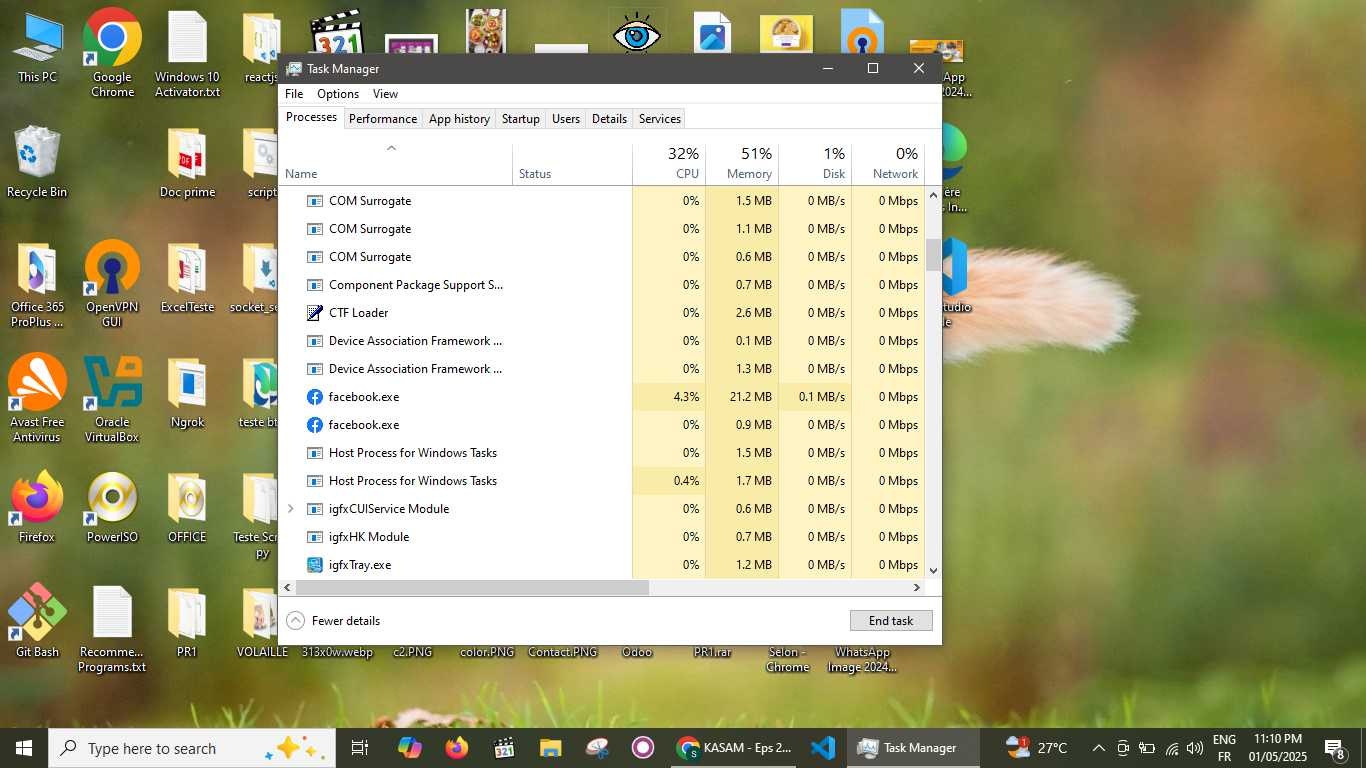 This PC
Google
Chrome
Windows 10
Activator.txt
reactjs
321
App
2024...
Task Manager
File
Options
View
Processes
Performance
App history
Startup
Users
Details
Services
Name
Status
32%
CPU
51%
Memory
1%
Disk
0%
Network
COM Surrogate
0%
1.5 MB
0 MB/s
0 Mbps
COM Surrogate
0%
1.1 MB
0 MB/s
0 Mbps
COM Surrogate
0%
0.6 MB
0 MB/s
0 Mbps
Component Package Support S...
0%
0.7 MB
0 MB/s
0 Mbps
CTF Loader
0%
2.6 MB
0 MB/s
0 Mbps
Device Association Framework ...
0%
0.1 MB
0 MB/s
0 Mbps
Device Association Framework ...
0%
1.3 MB
0 MB/s
0 Mbps
facebook.exe
4.3%
21.2 MB
0.1 MB/s
0 Mbps
facebook.exe
0%
0.9 MB
0 MB/s
0 Mbps
Host Process for Windows Tasks
0%
1.5 MB
0 MB/s
0 Mbps
Host Process for Windows Tasks
0.4%
1.7 MB
0 MB/s
0 Mbps
igfxCUIService Module
0%
0.6 MB
0 MB/s
0 Mbps
igfxHK Module
0%
0.7 MB
0 MB/s
0 Mbps
igfxTray.exe
0%
1.2 MB
0 MB/s
0 Mbps
Fewer details
End task
Recycle Bin
PDF
Doc prime
script
Office 365
ProPlus ...
OpenVPN
GUI
ExcelTeste
socket_se
Avast Free
Antivirus
Oracle
VirtualBox
Ngrok
teste bt
Firefox
PowerISO
OFFICE
Teste Scr
py
Git Bash
Recomme...
Programs.txt
PR1
VOLAILLE
313x0w.webp
c2.PNG
color.PNG
Contact.PNG
Odoo
PR1.rar
Selon -
Chrome
WhatsApp
Image 2024...
Type here to search
321
KASAM - Eps 2...
Task Manager
27°C
ENG
FR
11:10 PM
01/05/2025
8